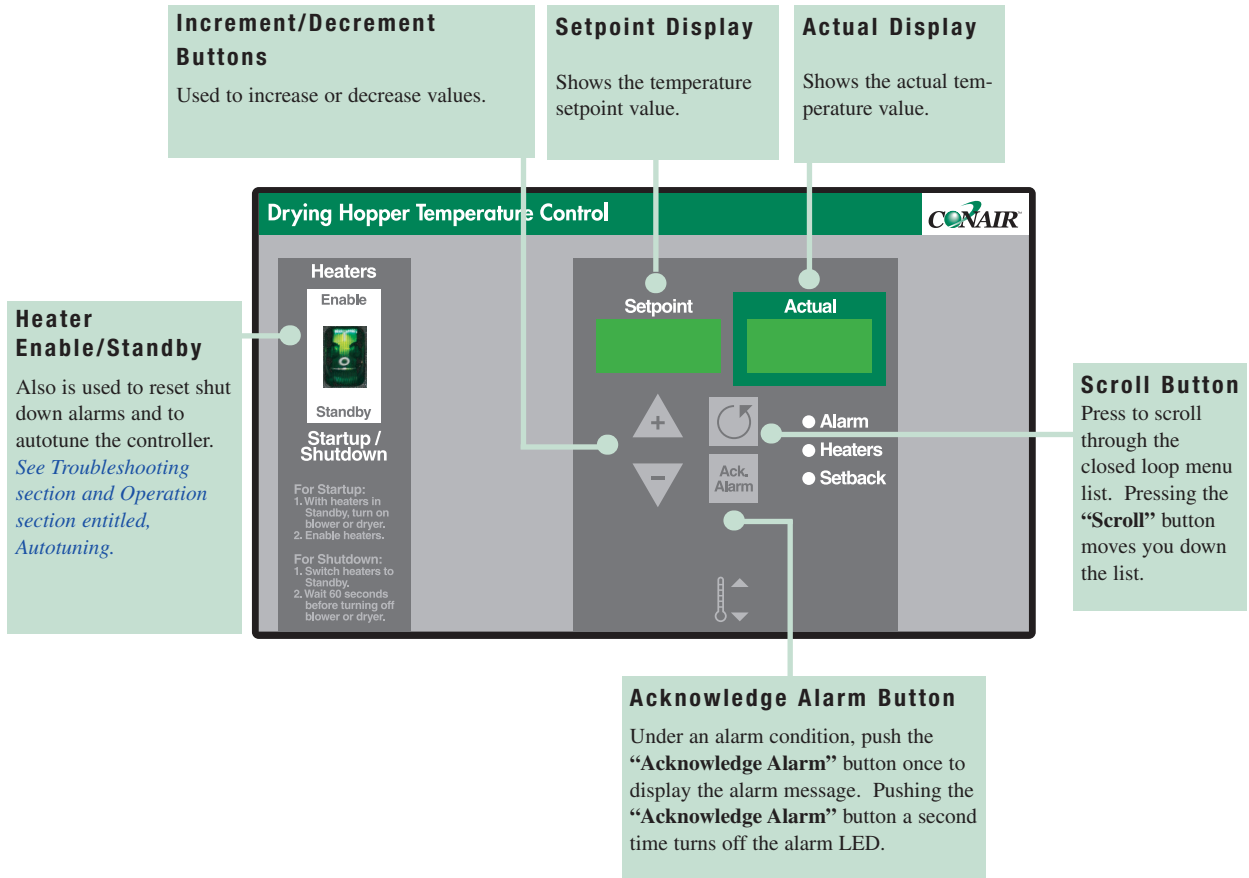 Increment/Decrement
Buttons
Used to increase or decrease values.
Setpoint Display
Shows the temperature
setpoint value.
Actual Display
Shows the actual tem-
perature value.
Drying Hopper Temperature Control
CONAIR
Heaters
Enable
Standby
Startup /
Shutdown
For Startup:
1. With heaters in
Standby, turn on
blower or dryer.
2. Enable heaters.
For Shutdown:
1. Switch heaters to
Standby.
2. Wait 60 seconds
before turning off
blower or dryer.
Setpoint
Actual
+
−
Ack.
Alarm
Alarm
Heaters
Setback
Heater
Enable/Standby
Also is used to reset shut
down alarms and to
autotune the controller.
See Troubleshooting
section and Operation
section entitled,
Autotuning.
Scroll Button
Press to scroll
through the
closed loop menu
list. Pressing the
“Scroll” button
moves you down
the list.
Acknowledge Alarm Button
Under an alarm condition, push the
“Acknowledge Alarm” button once to
display the alarm message. Pushing the
“Acknowledge Alarm” button a second
time turns off the alarm LED.